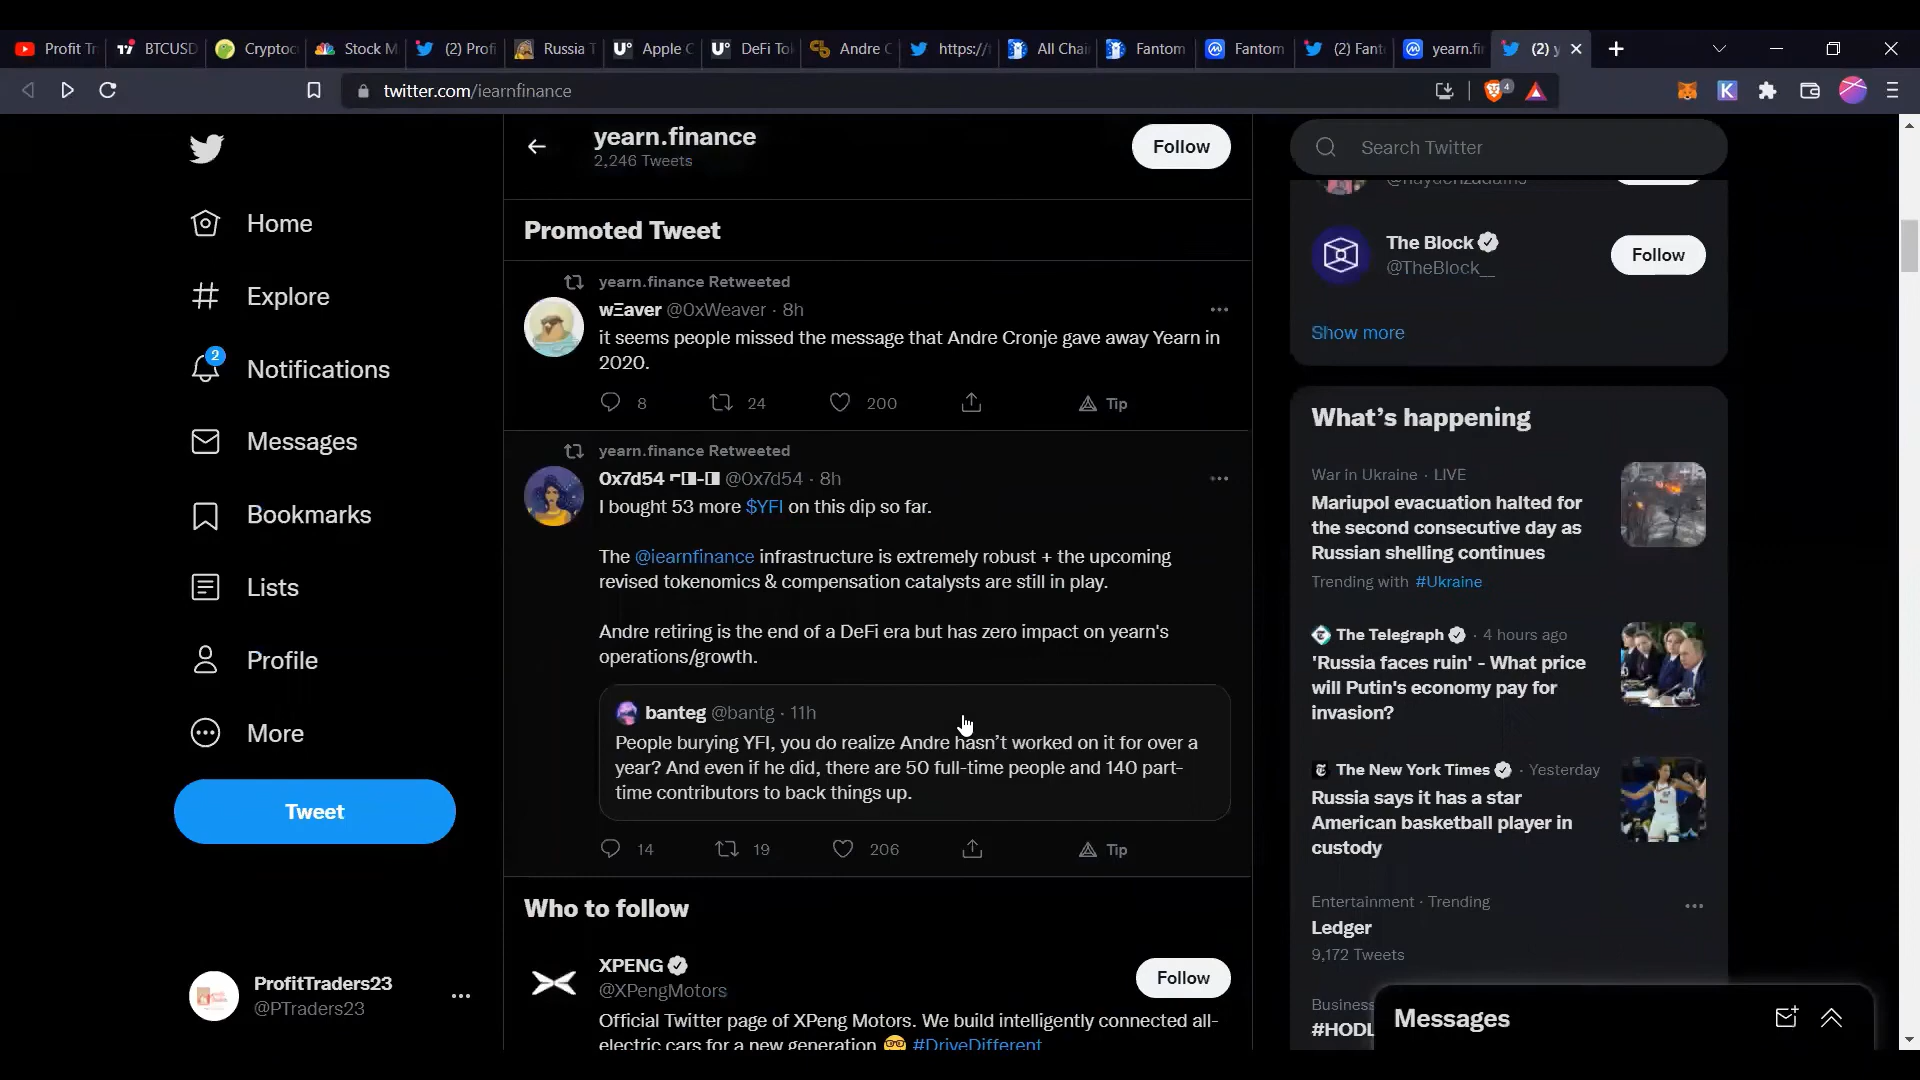 Profit Tr
BTCUSD
Cryptoc
Stock M
(2) Profi
Russia T
Apple C
DeFi Tok
Andre C
https://t
All Chai
Fantom
Fantom
(2) Fant
yearn.fin
(2) y
twitter.com/iearnfinance
4
K
yearn.finance
2,246 Tweets
Follow
Home
Explore
2
Notifications
Messages
Bookmarks
Lists
Profile
More
Tweet
ProfitTraders23
@PTraders23
Promoted Tweet
yearn.finance Retweeted
wΞaver @0xWeaver · 8h
it seems people missed the message that Andre Cronje gave away Yearn in
2020.
8 24 200 Tip
yearn.finance Retweeted
0x7d54 @0x7d54 · 8h
I bought 53 more $YFI on this dip so far.
The @iearnfinance infrastructure is extremely robust + the upcoming
revised tokenomics & compensation catalysts are still in play.
Andre retiring is the end of a DeFi era but has zero impact on yearn's
operations/growth.
banteg @bantg · 11h
People burying YFI, you do realize Andre hasn't worked on it for over a
year? And even if he did, there are 50 full-time people and 140 part-
time contributors to back things up.
14 19 206 Tip
Who to follow
XPENG
@XPengMotors
Follow
Official Twitter page of XPeng Motors. We build intelligently connected all-
electric cars for a new generation 🤓 #DriveDifferent
Search Twitter
@haydenzadams
The Block
@TheBlock__
Follow
Show more
What's happening
War in Ukraine · LIVE
Mariupol evacuation halted for
the second consecutive day as
Russian shelling continues
Trending with #Ukraine
The Telegraph · 4 hours ago
'Russia faces ruin' - What price
will Putin's economy pay for
invasion?
The New York Times · Yesterday
Russia says it has a star
American basketball player in
custody
Entertainment · Trending
Ledger
9,172 Tweets
Business
#HODL
Messages